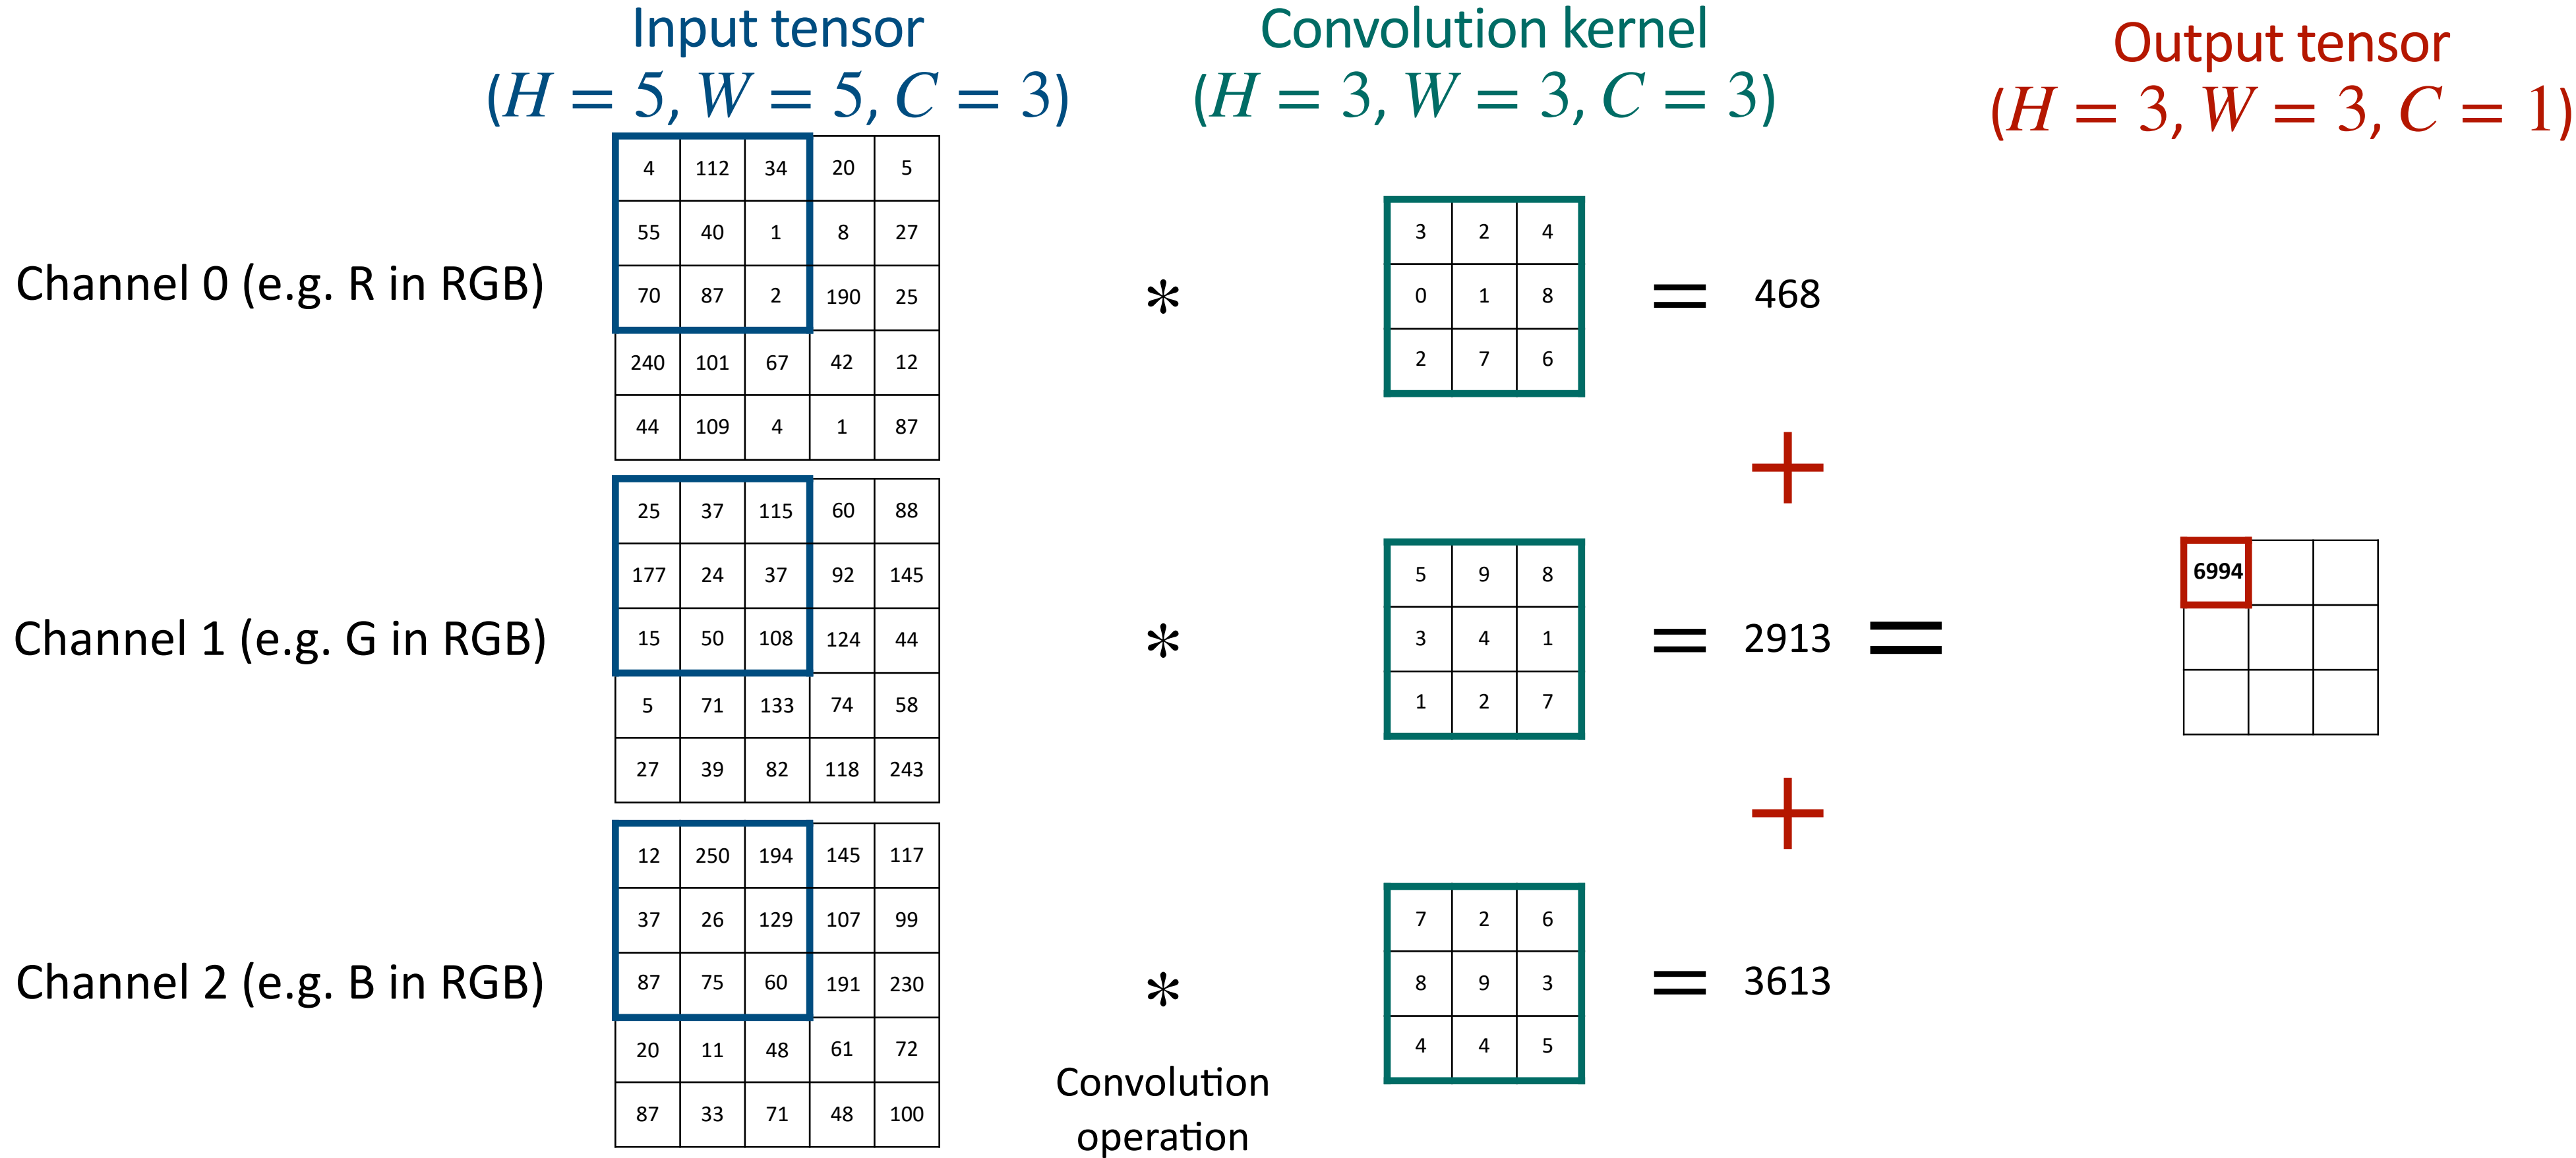 Input tensor
(H = 5, W = 5, C = 3)
Convolution kernel
(H = 3, W = 3, C = 3)
Output tensor
(H = 3, W = 3, C = 1)
Channel 0 (e.g. R in RGB)
4 112 34 20 5
55 40 1 8 27
70 87 2 190 25
240 101 67 42 12
44 109 4 1 87
*
3 2 4
0 1 8
2 7 6
= 468
+
Channel 1 (e.g. G in RGB)
25 37 115 60 88
177 24 37 92 145
15 50 108 124 44
5 71 133 74 58
27 39 82 118 243
*
5 9 8
3 4 1
1 2 7
= 2913 =
6994
+
Channel 2 (e.g. B in RGB)
12 250 194 145 117
37 26 129 107 99
87 75 60 191 230
20 11 48 61 72
87 33 71 48 100
*
7 2 6
8 9 3
4 4 5
= 3613
Convolution
operation